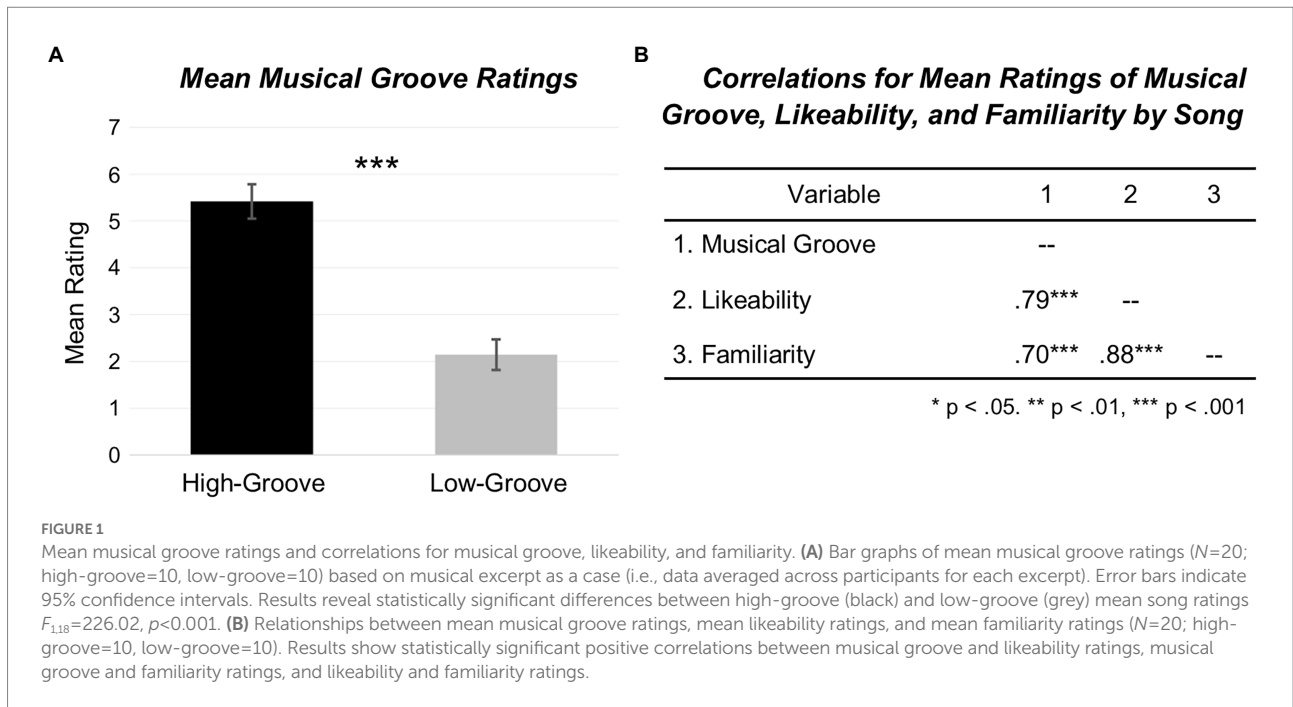 A
Mean Musical Groove Ratings
Mean Rating
7
6
5
4
3
2
1
0
***
High-Groove
Low-Groove
B
Correlations for Mean Ratings of Musical
Groove, Likeability, and Familiarity by Song
Variable 1 2 3
1. Musical Groove --
2. Likeability .79*** --
3. Familiarity .70*** .88*** --
* p < .05. ** p < .01, *** p < .001
FIGURE 1
Mean musical groove ratings and correlations for musical groove, likeability, and familiarity. (A) Bar graphs of mean musical groove ratings (N=20;
high-groove=10, low-groove=10) based on musical excerpt as a case (i.e., data averaged across participants for each excerpt). Error bars indicate
95% confidence intervals. Results reveal statistically significant differences between high-groove (black) and low-groove (grey) mean song ratings
F1,18=226.02, p<0.001. (B) Relationships between mean musical groove ratings, mean likeability ratings, and mean familiarity ratings (N=20; high-
groove=10, low-groove=10). Results show statistically significant positive correlations between musical groove and likeability ratings, musical
groove and familiarity ratings, and likeability and familiarity ratings.